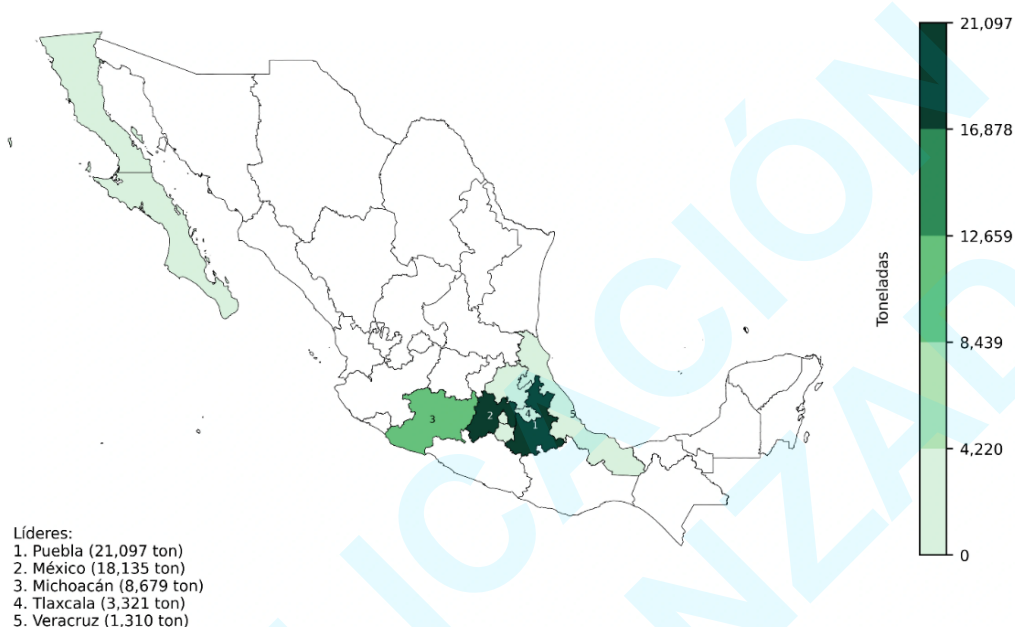 21,097
16,878
12,659
8,439
4,220
0
Toneladas
3
2
4
1
5
Líderes:
1. Puebla (21,097 ton)
2. México (18,135 ton)
3. Michoacán (8,679 ton)
4. Tlaxcala (3,321 ton)
5. Veracruz (1,310 ton)